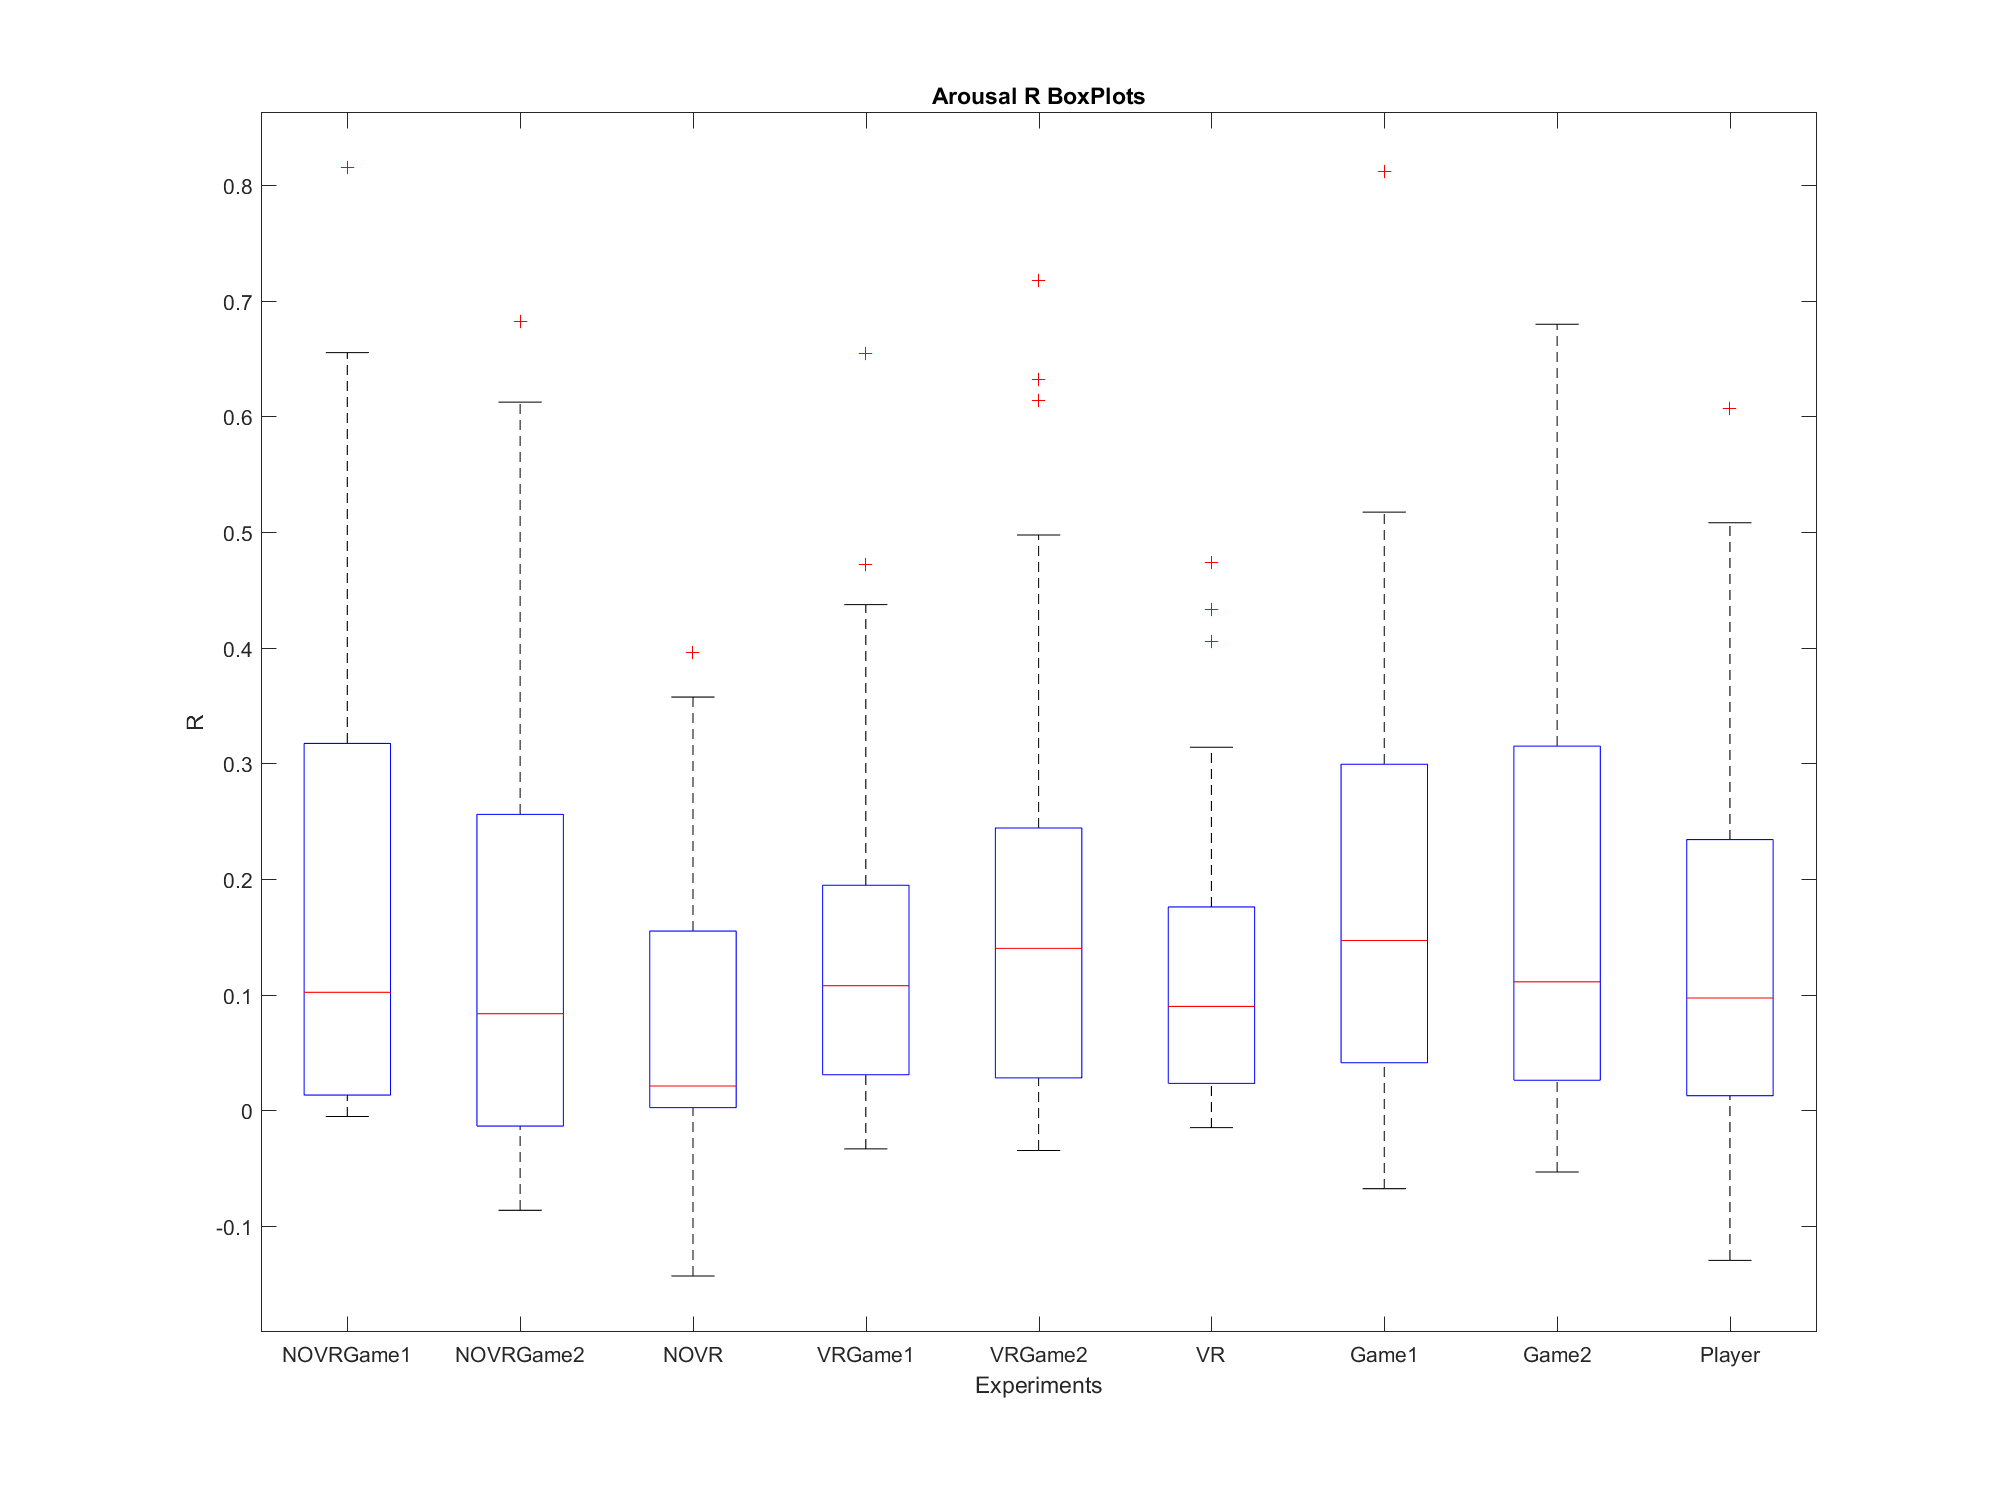 Arousal R BoxPlots
0.8
0.7
0.6
0.5
0.4
0.3
0.2
0.1
0
-0.1
R
NOVRGame1 NOVRGame2 NOVR VRGame1 VRGame2 VR Game1 Game2 Player
Experiments